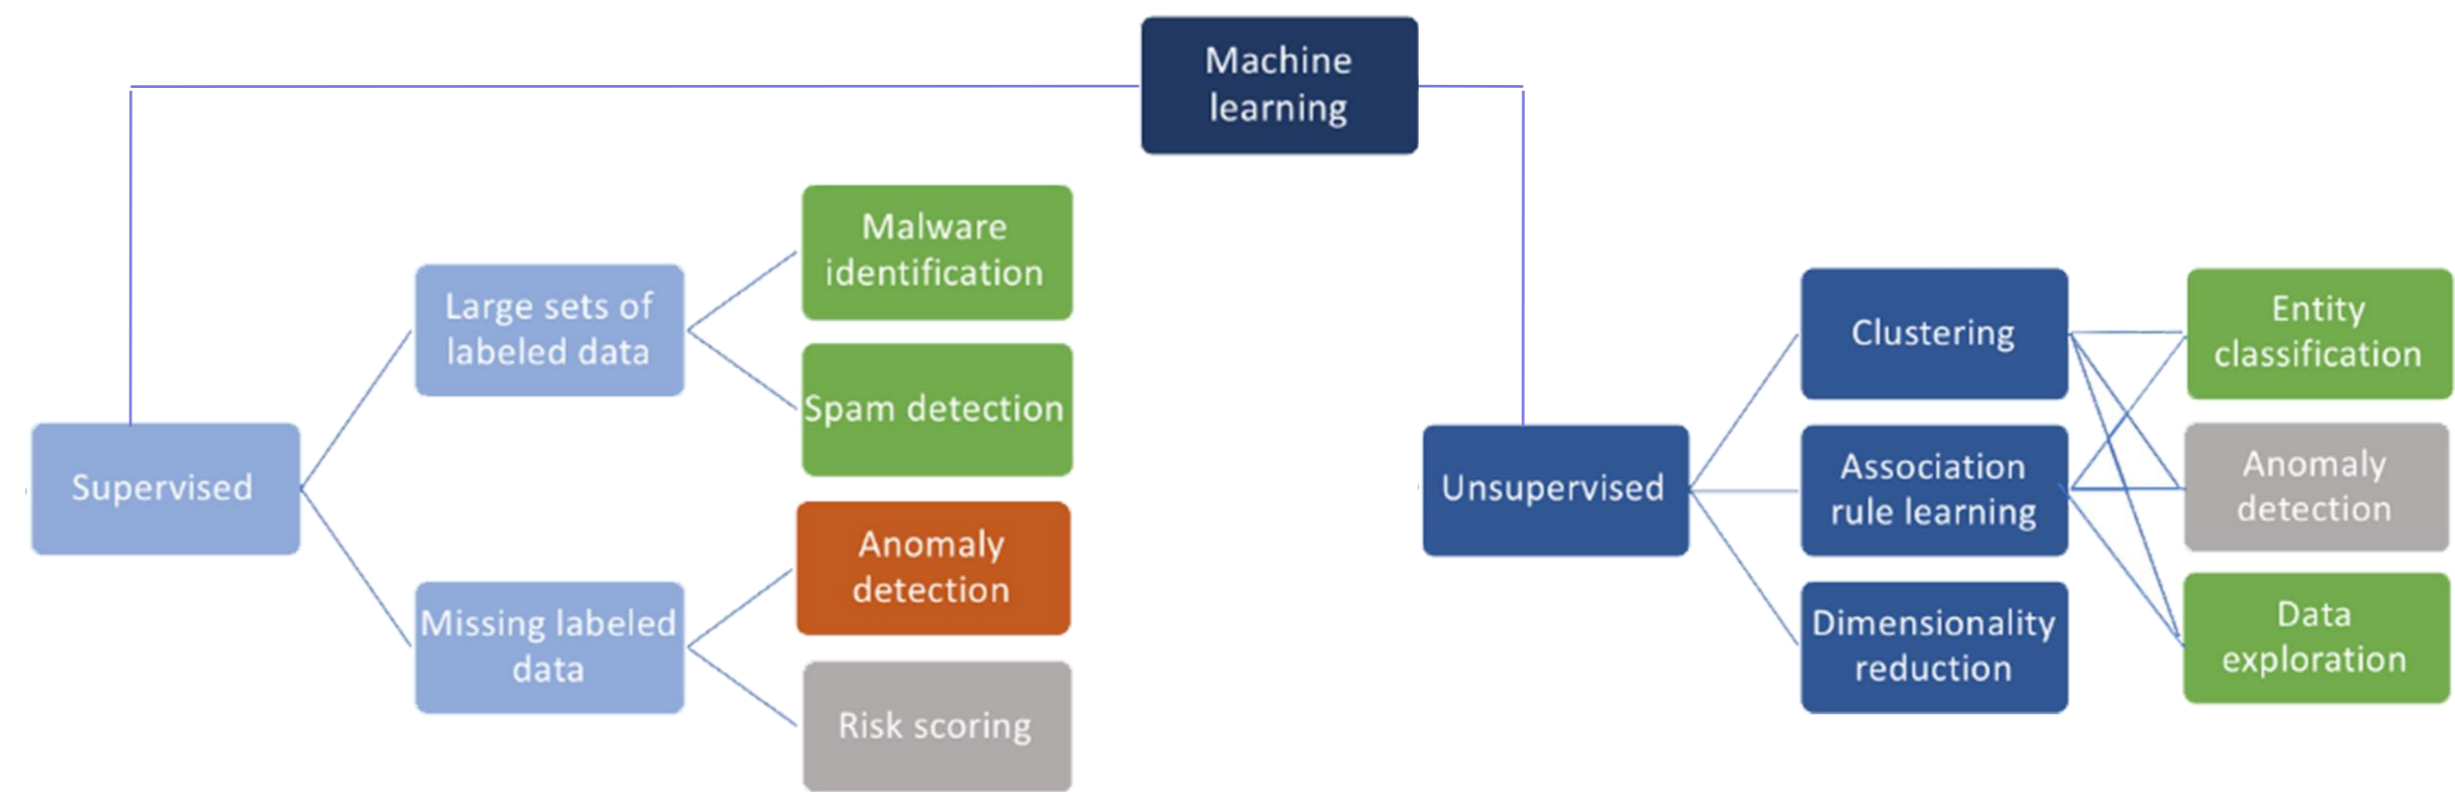 Machine
learning
Supervised
Large sets of
labeled data
Malware
identification
Spam detection
Missing labeled
data
Anomaly
detection
Risk scoring
Unsupervised
Clustering
Association
rule learning
Dimensionality
reduction
Entity
classification
Anomaly
detection
Data
exploration